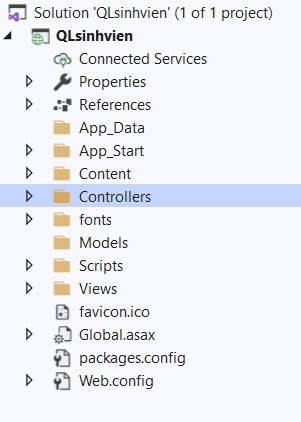 Solution 'QLsinhvien' (1 of 1 project)
QLsinhvien
Connected Services
Properties
References
App_Data
App_Start
Content
Controllers
fonts
Models
Scripts
Views
favicon.ico
Global.asax
packages.config
Web.config